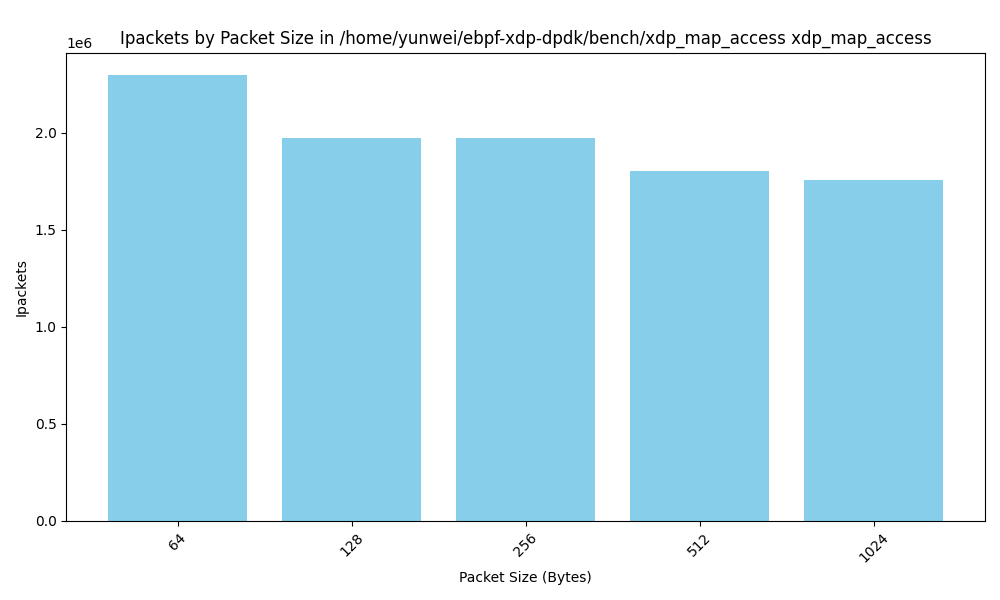 Ipackets by Packet Size in /home/yunwei/ebpf-xdp-dpdk/bench/xdp_map_access xdp_map_access
1e6
2.0
1.5
1.0
0.5
0.0
Ipackets
64
128
256
512
1024
Packet Size (Bytes)